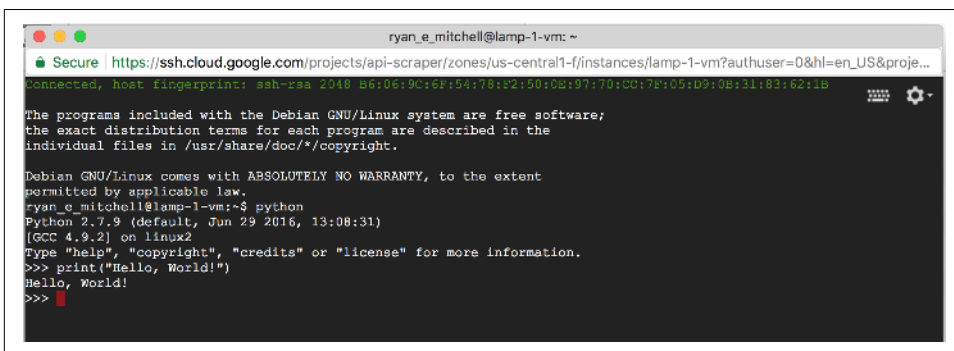 ryan_e_mitchell@lamp-1-vm: ~
Secure https://ssh.cloud.google.com/projects/api-scraper/zones/us-central1-f/instances/lamp-1-vm?authuser=0&hl=en_US&proje...
Connected, host fingerprint: ssh-rsa 2048 B6:06:9C:6F:54:78:F2:50:0E:97:70:CC:7F:05:D9:0B:31:83:62:1B
The programs included with the Debian GNU/Linux system are free software;
the exact distribution terms for each program are described in the
individual files in /usr/share/doc/*/copyright.
Debian GNU/Linux comes with ABSOLUTELY NO WARRANTY, to the extent
permitted by applicable law.
ryan_e_mitchell@lamp-1-vm:~$ python
Python 2.7.9 (default, Jun 29 2016, 13:08:31)
[GCC 4.9.2] on linux2
Type "help", "copyright", "credits" or "license" for more information.
>>> print("Hello, World!")
Hello, World!
>>>